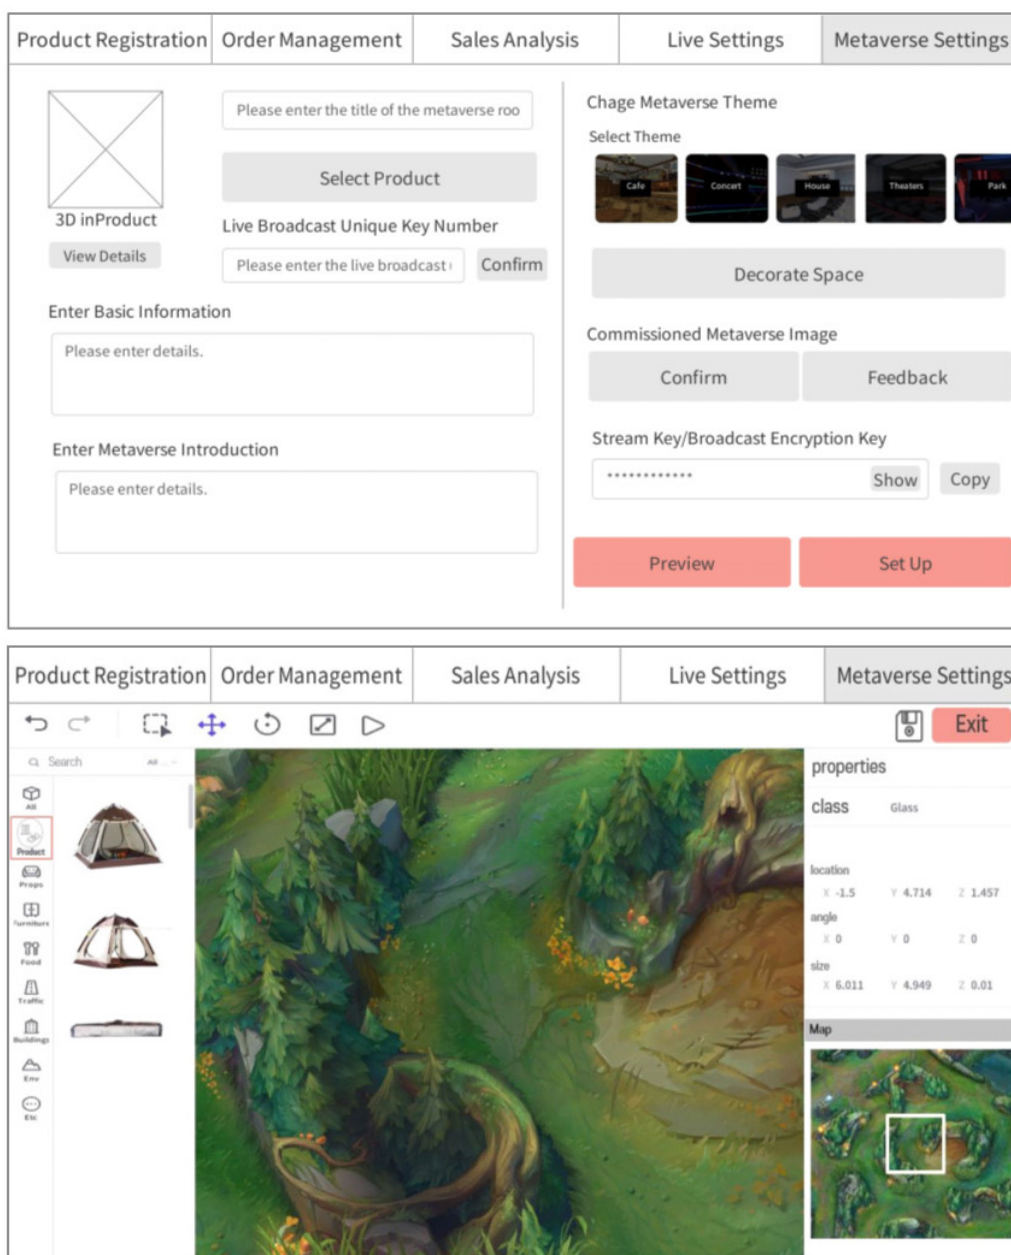 Product Registration Order Management Sales Analysis Live Settings Metaverse Settings
3D inProduct
View Details
Please enter the title of the metaverse roo
Select Product
Live Broadcast Unique Key Number
Please enter the live broadcast Confirm
Enter Basic Information
Please enter details.
Enter Metaverse Introduction
Please enter details.
Chage Metaverse Theme
Select Theme
Cafe Concert House Theaters Park
Decorate Space
Commissioned Metaverse Image
Confirm Feedback
Stream Key/Broadcast Encryption Key
************ Show Copy
Preview Set Up
Product Registration Order Management Sales Analysis Live Settings Metaverse Settings
Exit
Search All ...
All
Product
Props
Furniture
Food
Traffic
Buildings
Env
Etc
properties
class Glass
location
X -1.5 Y 4.714 Z 1.457
angle
X 0 Y 0 Z 0
size
X 6.011 Y 4.949 Z 0.01
Map